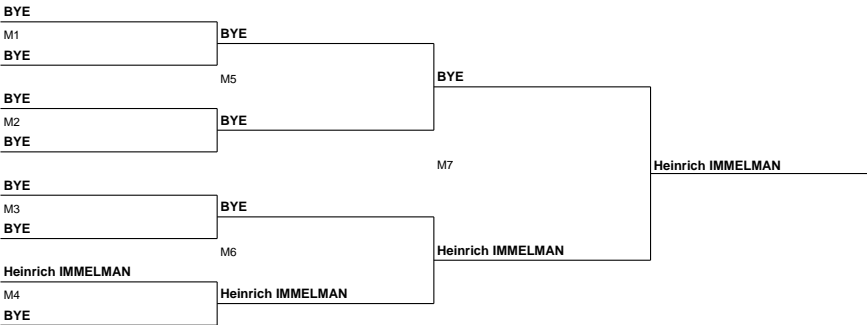 BYE
M1
BYE
BYE
M5
BYE
BYE
M2
BYE
BYE
M7
Heinrich IMMELMAN
BYE
M3
BYE
BYE
M6
Heinrich IMMELMAN
Heinrich IMMELMAN
M4
Heinrich IMMELMAN
BYE